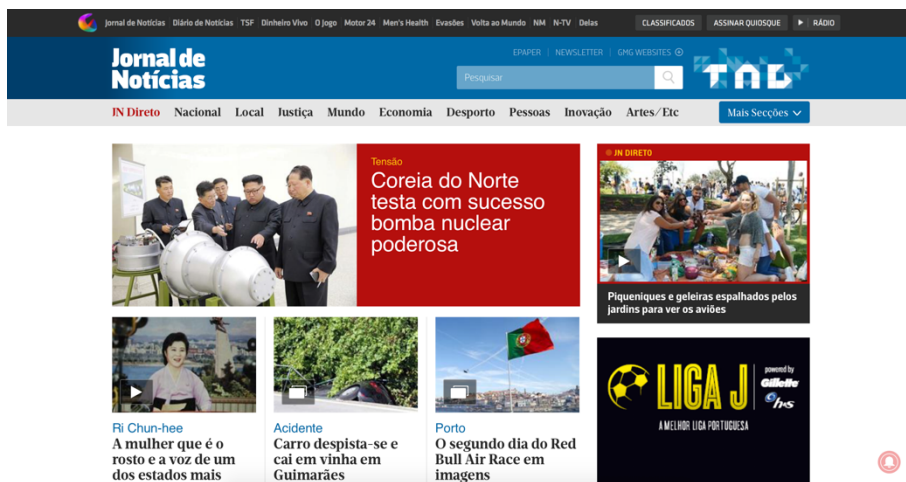 Jornal de Notícias Diário de Notícias TSF Dinheiro Vivo O Jogo Motor 24 Men's Health Evasões Volta ao Mundo NM N-TV Delas CLASSIFICADOS ASSINAR QUIOSQUE RÁDIO
Jornal de
Notícias
EPAPER | NEWSLETTER | GMG WEBSITES
Pesquisar
TAG
JN Direto Nacional Local Justiça Mundo Economia Desporto Pessoas Inovação Artes/Etc Mais Secções
Tensão
Coreia do Norte
testa com sucesso
bomba nuclear
poderosa
JN DIRETO
Piqueniques e geleiras espalhados pelos
jardins para ver os aviões
Ri Chun-hee
A mulher que é o
rosto e a voz de um
dos estados mais
Acidente
Carro despista-se e
cai em vinha em
Guimarães
Porto
O segundo dia do Red
Bull Air Race em
imagens
LIGA J
powered by
Gillette
h&s
A MELHOR LIGA PORTUGUESA